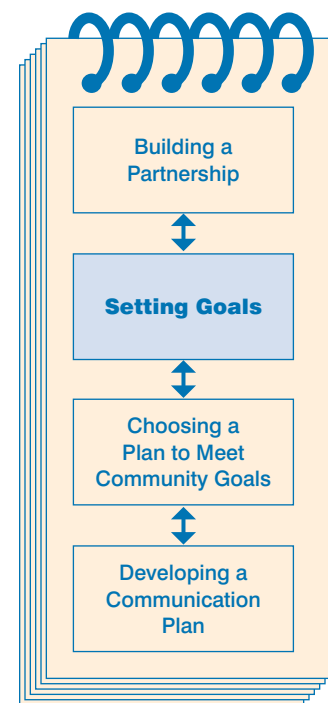 Building a
Partnership
Setting Goals
Choosing a
Plan to Meet
Community Goals
Developing a
Communication
Plan